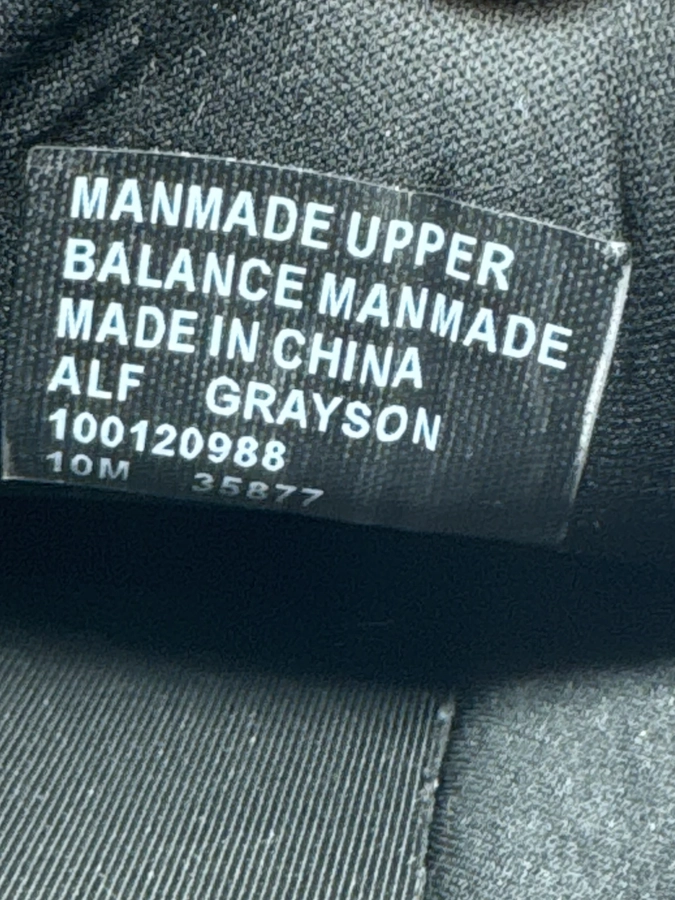 MANMADE UPPER
BALANCE MANMADE
MADE IN CHINA
ALF GRAYSON
100120988
10M 35877